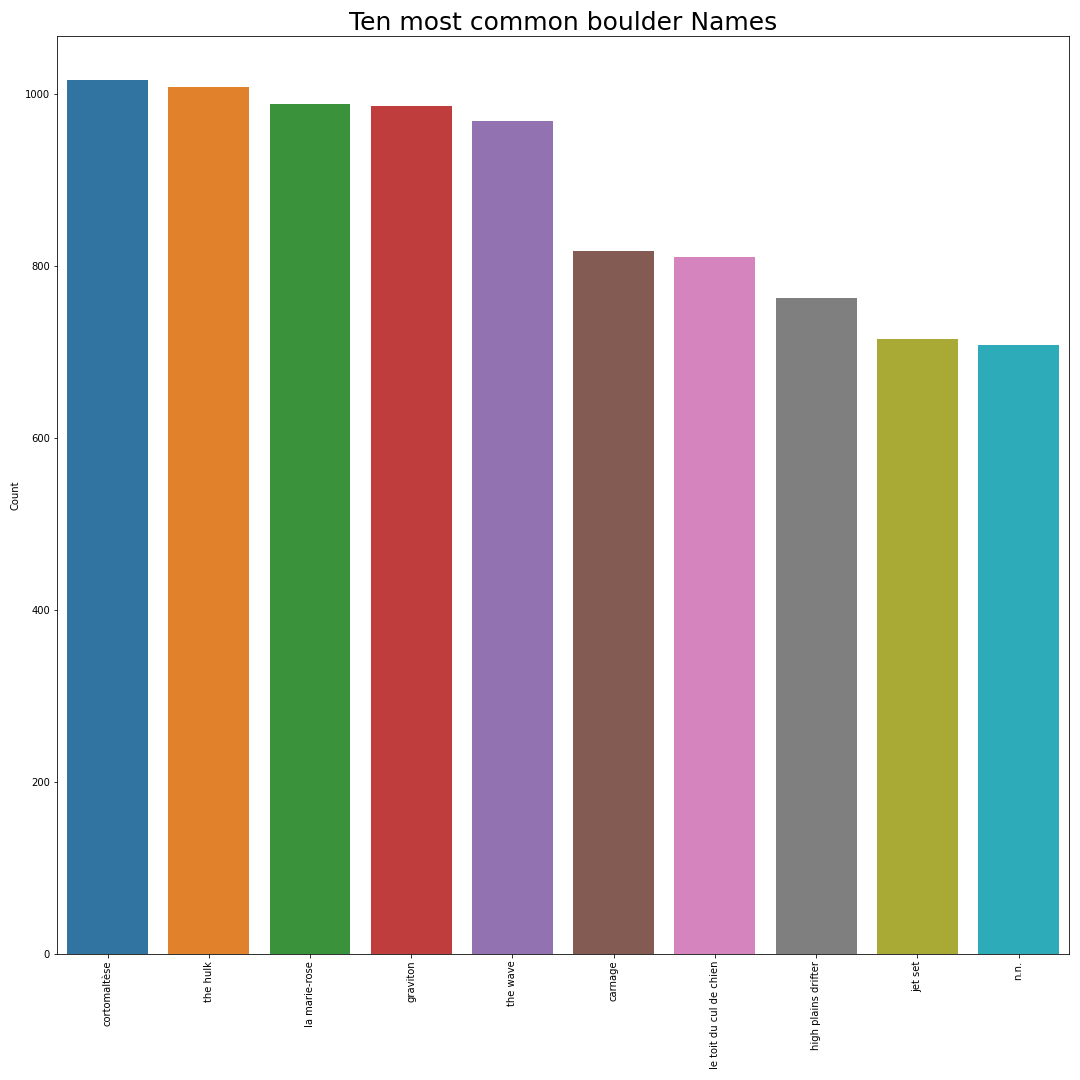 Ten most common boulder Names
1000
800
600
400
200
0
Count
cortomaltèse
the hulk
la marie-rose
graviton
the wave
carnage
le toit du cul de chien
high plains drifter
jet set
n.n.